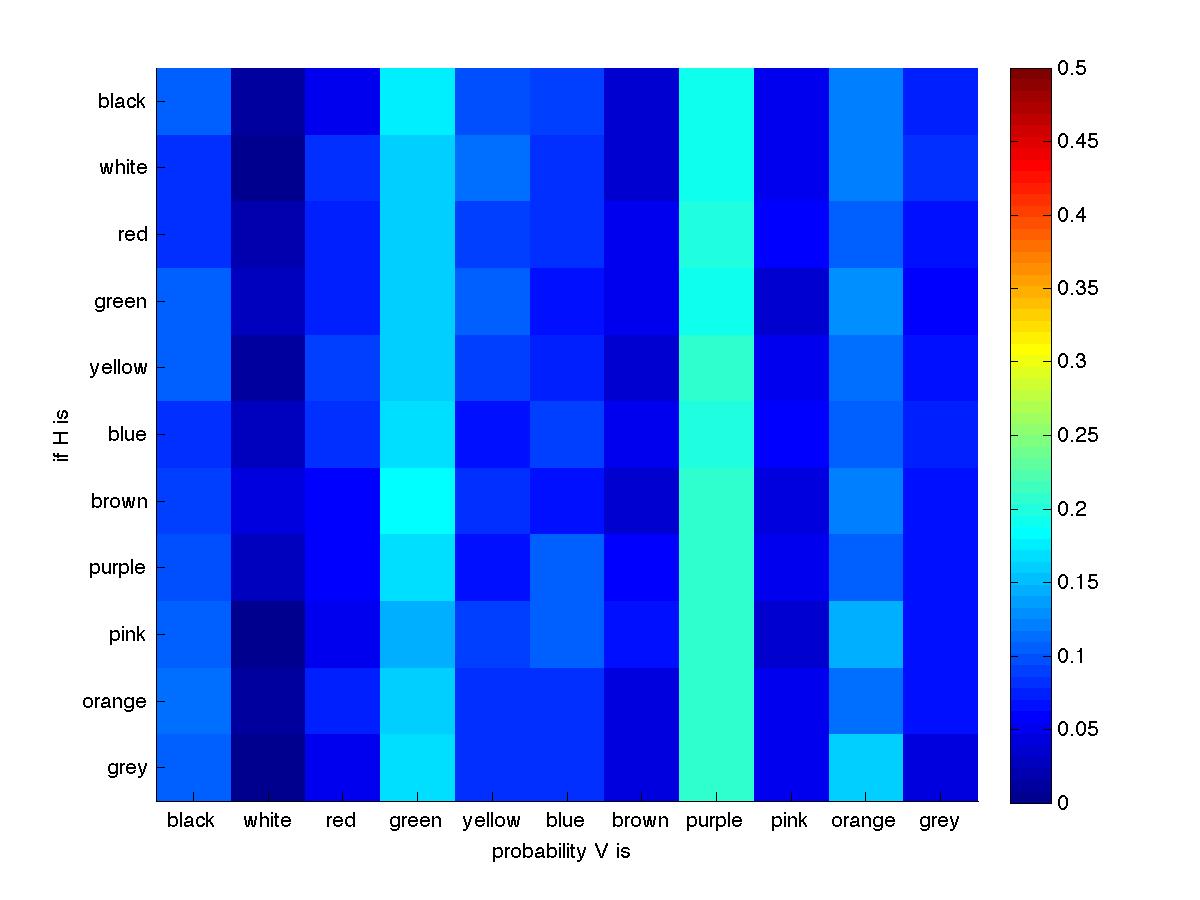 black
white
red
green
yellow
blue
brown
purple
pink
orange
grey
if H is
black white red green yellow blue brown purple pink orange grey
probability V is
0.5
0.45
0.4
0.35
0.3
0.25
0.2
0.15
0.1
0.05
0